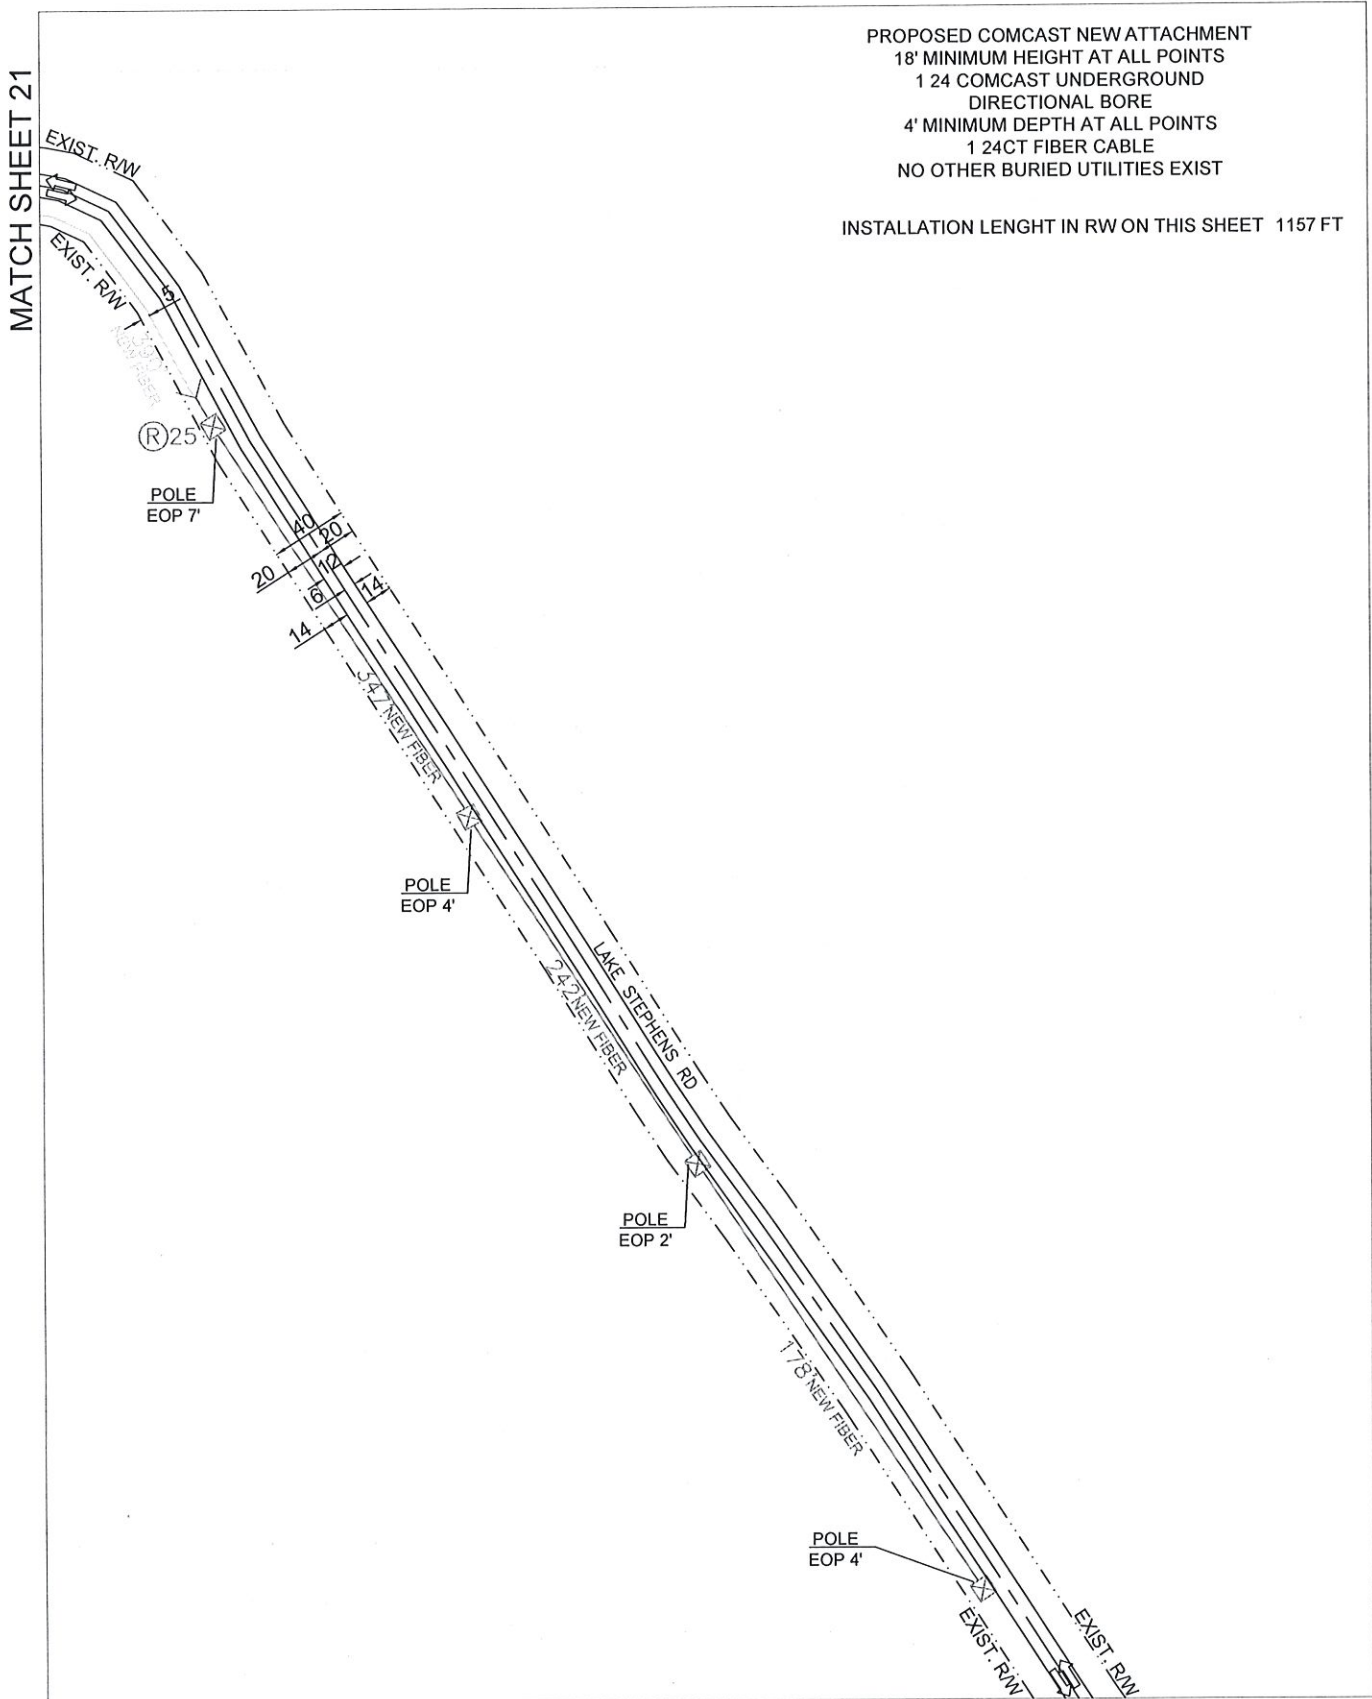 PROPOSED COMCAST NEW ATTACHMENT
18' MINIMUM HEIGHT AT ALL POINTS
1 24 COMCAST UNDERGROUND
DIRECTIONAL BORE
4' MINIMUM DEPTH AT ALL POINTS
1 24CT FIBER CABLE
NO OTHER BURIED UTILITIES EXIST
INSTALLATION LENGHT IN RW ON THIS SHEET 1157 FT
MATCH SHEET 21
EXIST. R/W
EXIST. R/W
5
390
NEW FIBER
R 25
POLE
EOP 7'
40
20
20
12
14
6
14
347 NEW FIBER
POLE
EOP 4'
LAKE STEPHENS RD
242 NEW FIBER
POLE
EOP 2'
178' NEW FIBER
POLE
EOP 4'
EXIST. R/W
EXIST. R/W